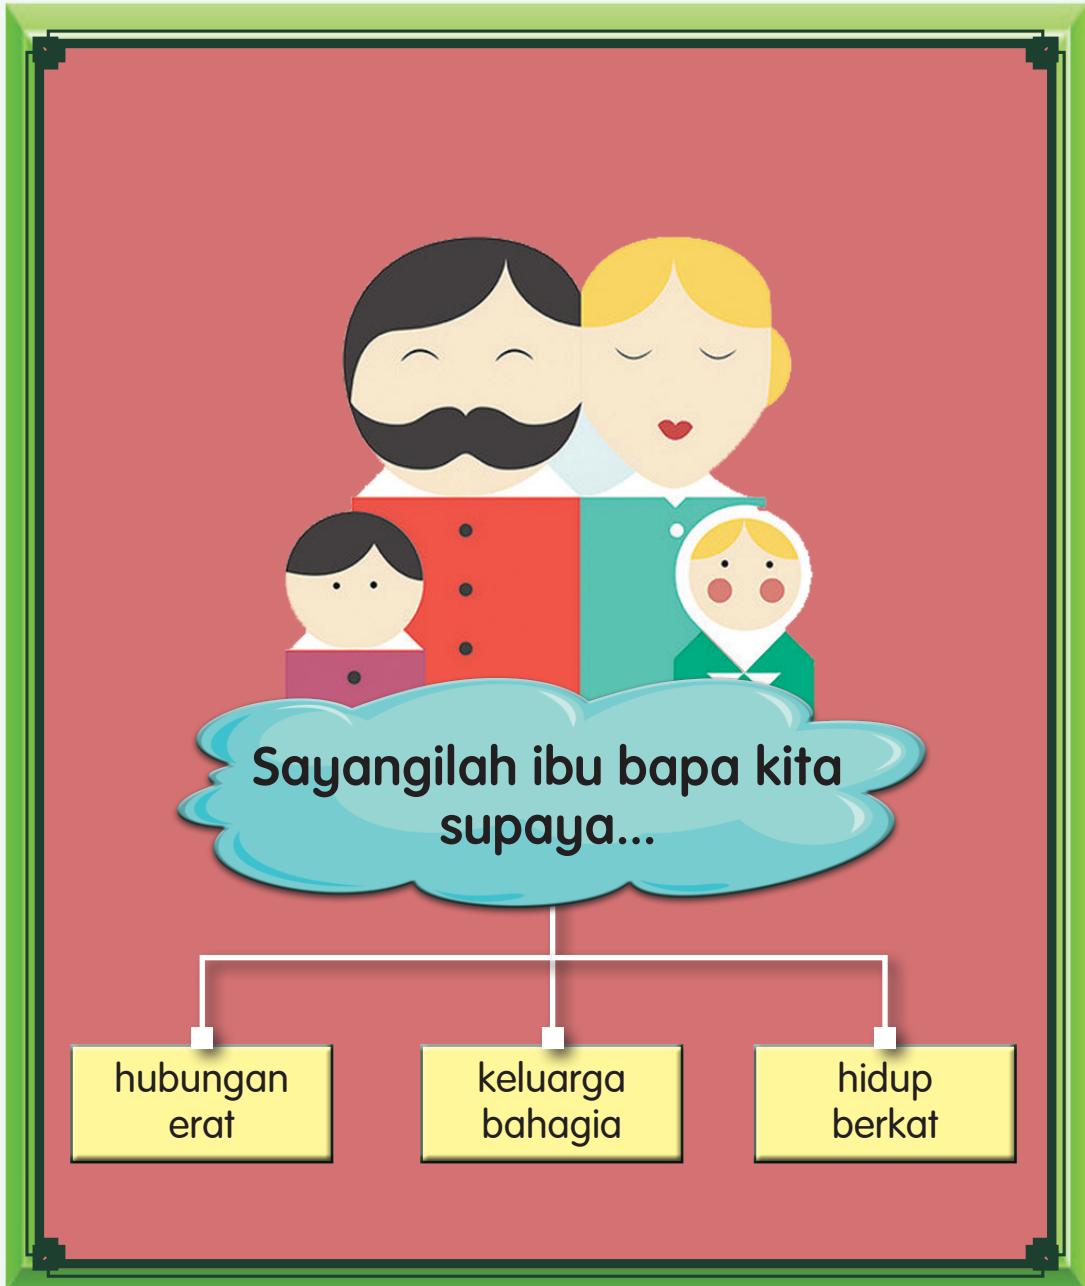 Sayangilah ibu bapa kita
supaya...
hubungan
erat
keluarga
bahagia
hidup
berkat